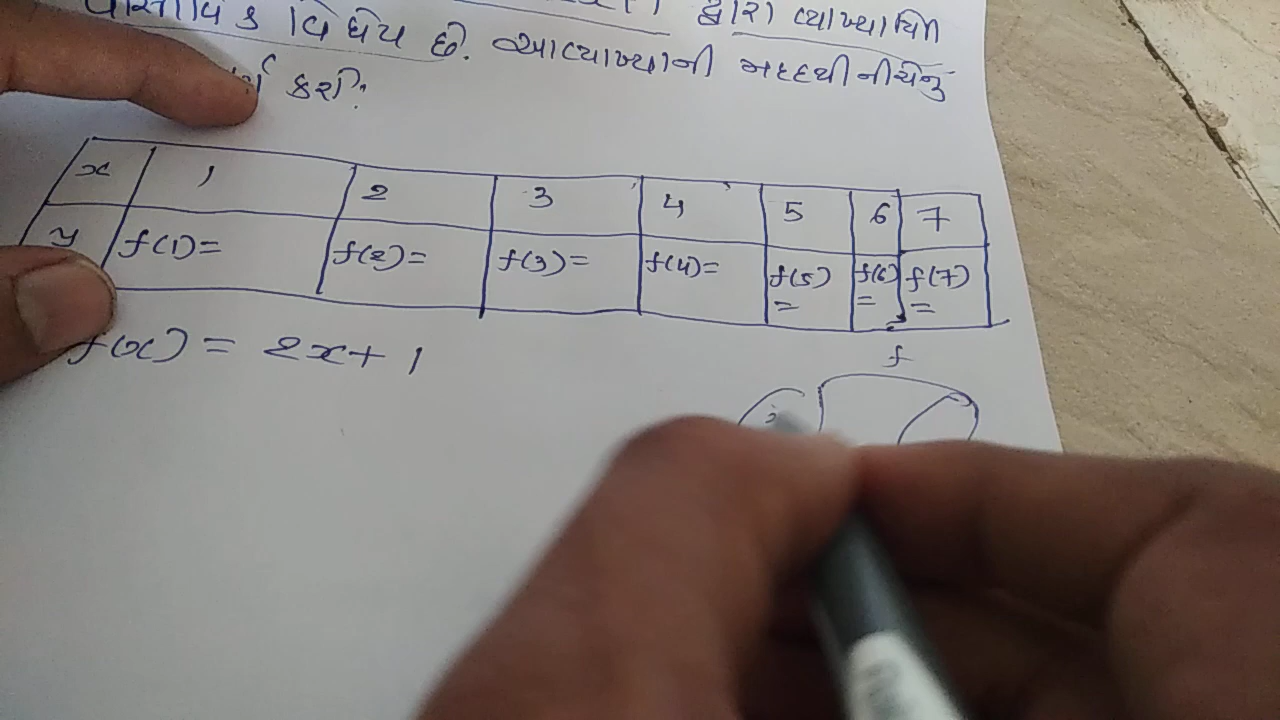 દ્વારા વ્યાખ્યાયિત
વિધેય છે. આ વ્યાખ્યાની મદદથી નીચેનું
કરો:
x 1 2 3 4 5 6 7
y f(1)= f(2)= f(3)= f(4)= f(5)= f(6)= f(7)=
f(x) = 2x+1
f